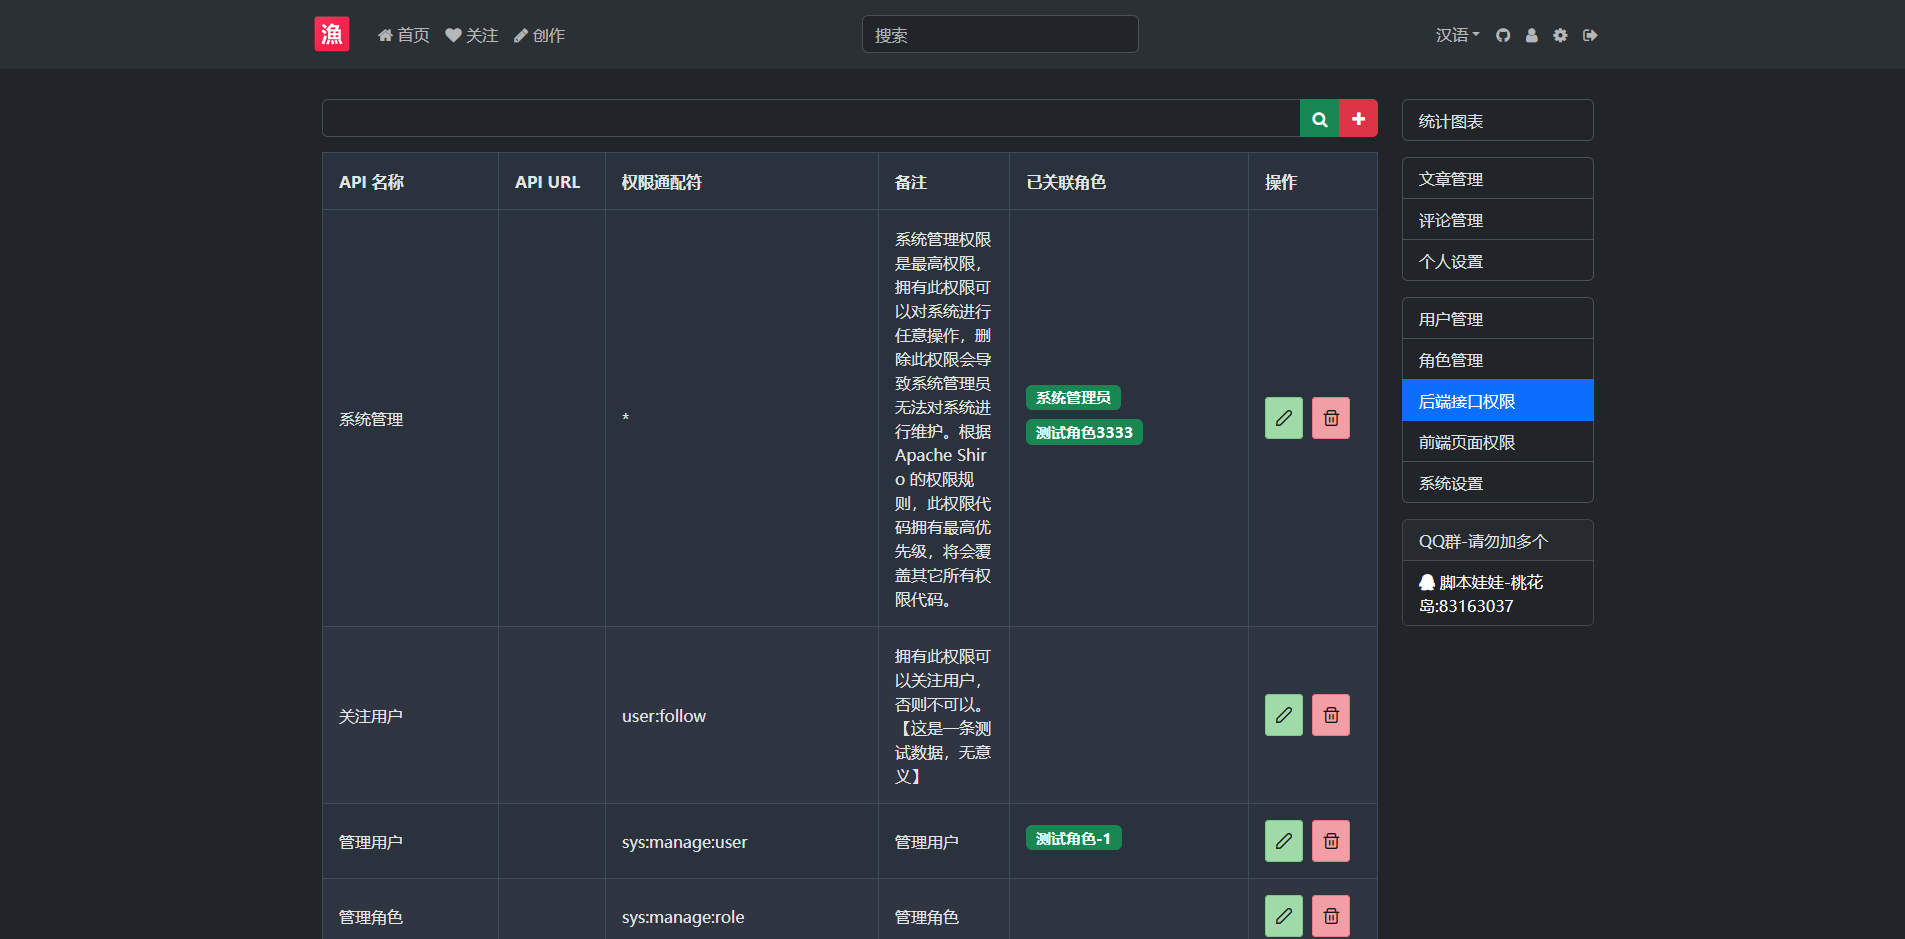 漁 首页 关注 创作 搜索 汉语
API 名称 API URL 权限通配符 备注 已关联角色 操作
系统管理
*
系统管理权限
是最高权限，
拥有此权限可
以对系统进行
任意操作，删
除此权限会导
致系统管理员
无法对系统进
行维护。根据
Apache Shir
o 的权限规
则，此权限代
码拥有最高优
先级，将会覆
盖其它所有权
限代码。
系统管理员
测试角色3333
关注用户
user:follow
拥有此权限可
以关注用户，
否则不可以。
【这是一条测
试数据，无意
义】
管理用户 sys:manage:user 管理用户 测试角色-1
管理角色 sys:manage:role 管理角色
统计图表
文章管理
评论管理
个人设置
用户管理
角色管理
后端接口权限
前端页面权限
系统设置
QQ群-请勿加多个
脚本娃娃-桃花
岛:83163037